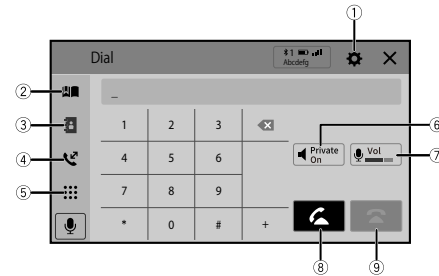 ①
Dial
*1
Abcdefg
②
_
③
1 2 3
⑥
④
4 5 6
Private
On
Vol
⑦
⑤
7 8 9
* 0 # +
⑧
⑨